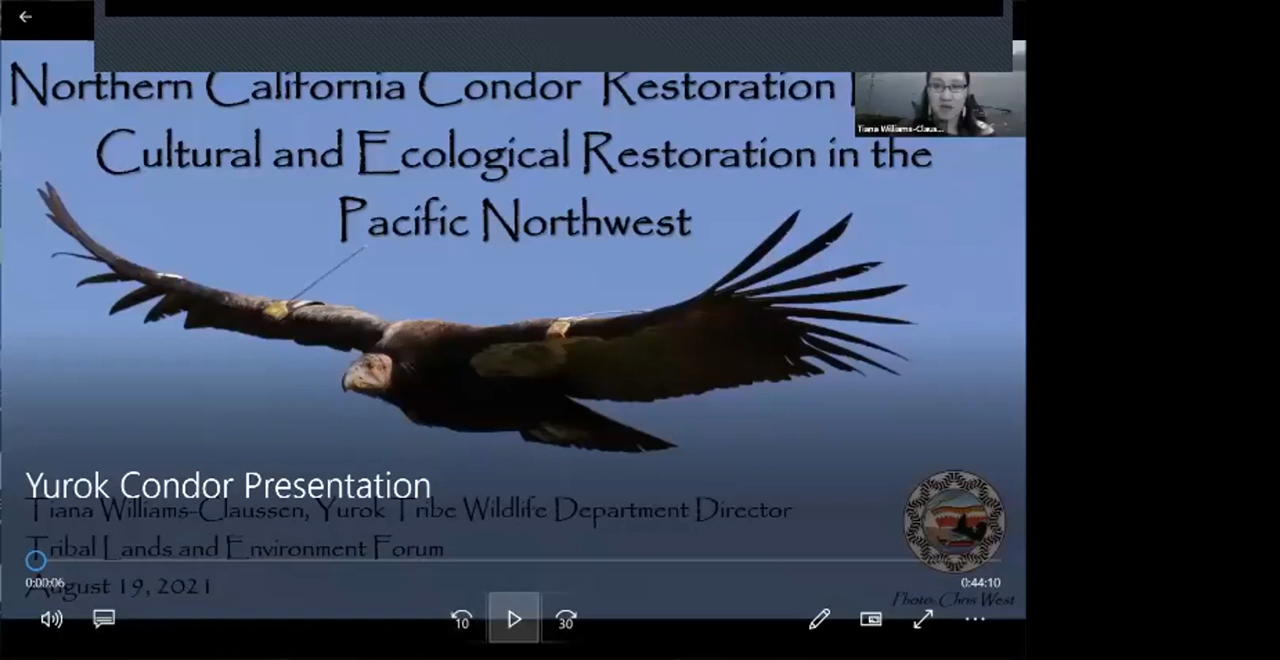 Northern California Condor Restoration
Tiana Williams-Claus...
Cultural and Ecological Restoration in the
Pacific Northwest
Yurok Condor Presentation
Tiana Williams-Claussen, Yurok Tribe Wildlife Department Director
Tribal Lands and Environment Forum
0:00:06
0:44:10
August 19, 2021
Photo: Chris West
10
30